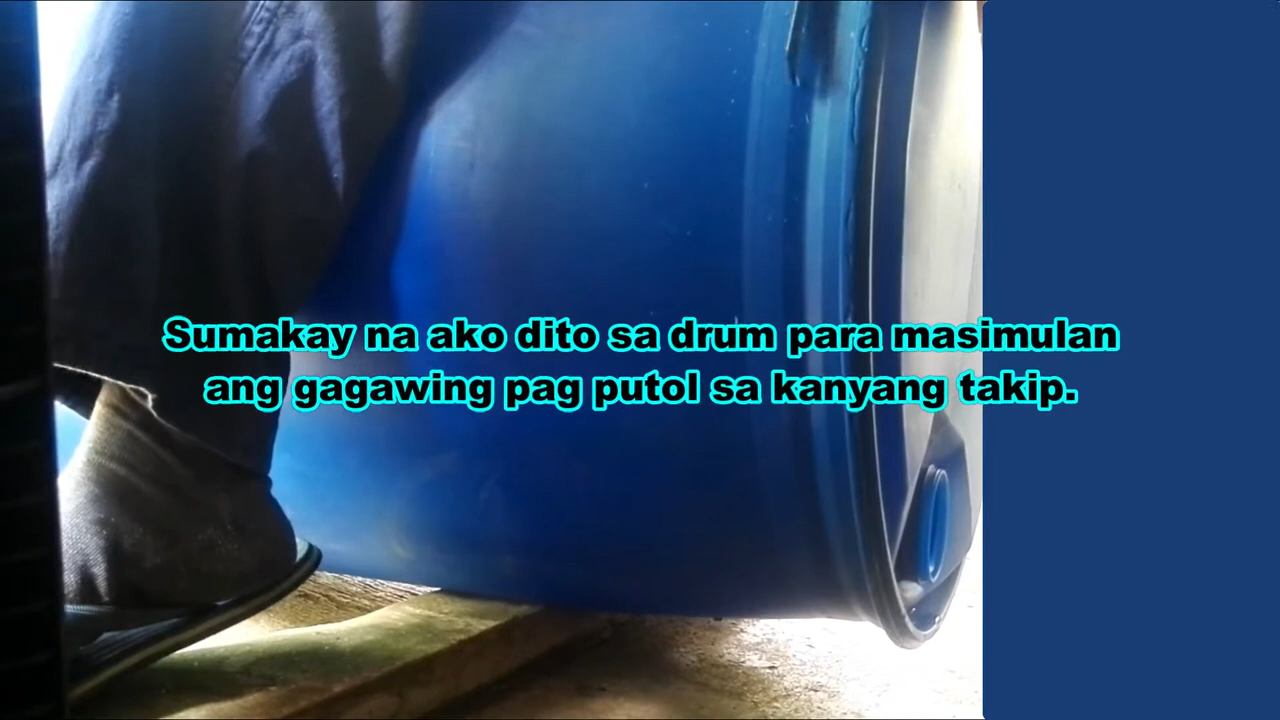 Sumakay na ako dito sa drum para masimulan
ang gagawing pag putol sa kanyang takip.